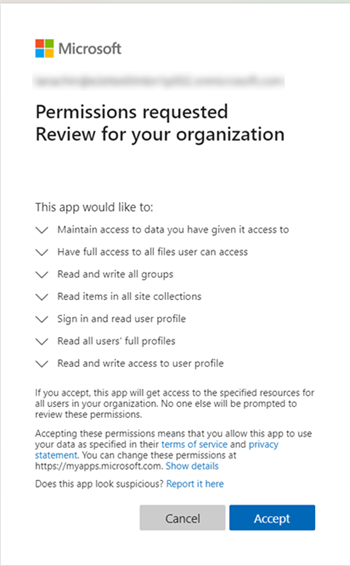 Microsoft
Permissions requested
Review for your organization
This app would like to:
Maintain access to data you have given it access to
Have full access to all files user can access
Read and write all groups
Read items in all site collections
Sign in and read user profile
Read all users' full profiles
Read and write access to user profile
If you accept, this app will get access to the specified resources for
all users in your organization. No one else will be prompted to
review these permissions.
Accepting these permissions means that you allow this app to use
your data as specified in their terms of service and privacy
statement. You can change these permissions at
https://myapps.microsoft.com. Show details
Does this app look suspicious? Report it here
Cancel Accept